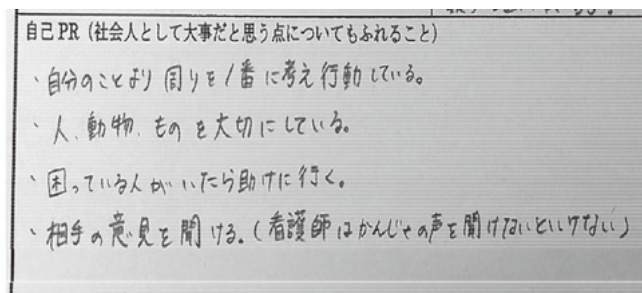 自己PR(社会人として大事だと思う点についてもふれること)
・自分のことより周りを1番に考え行動している。
・人、動物、ものを大切にしている。
・困っている人がいたら助けに行く。
・相手の意見を聞ける。(看護師はかんじゃの声を聞けないといけない)